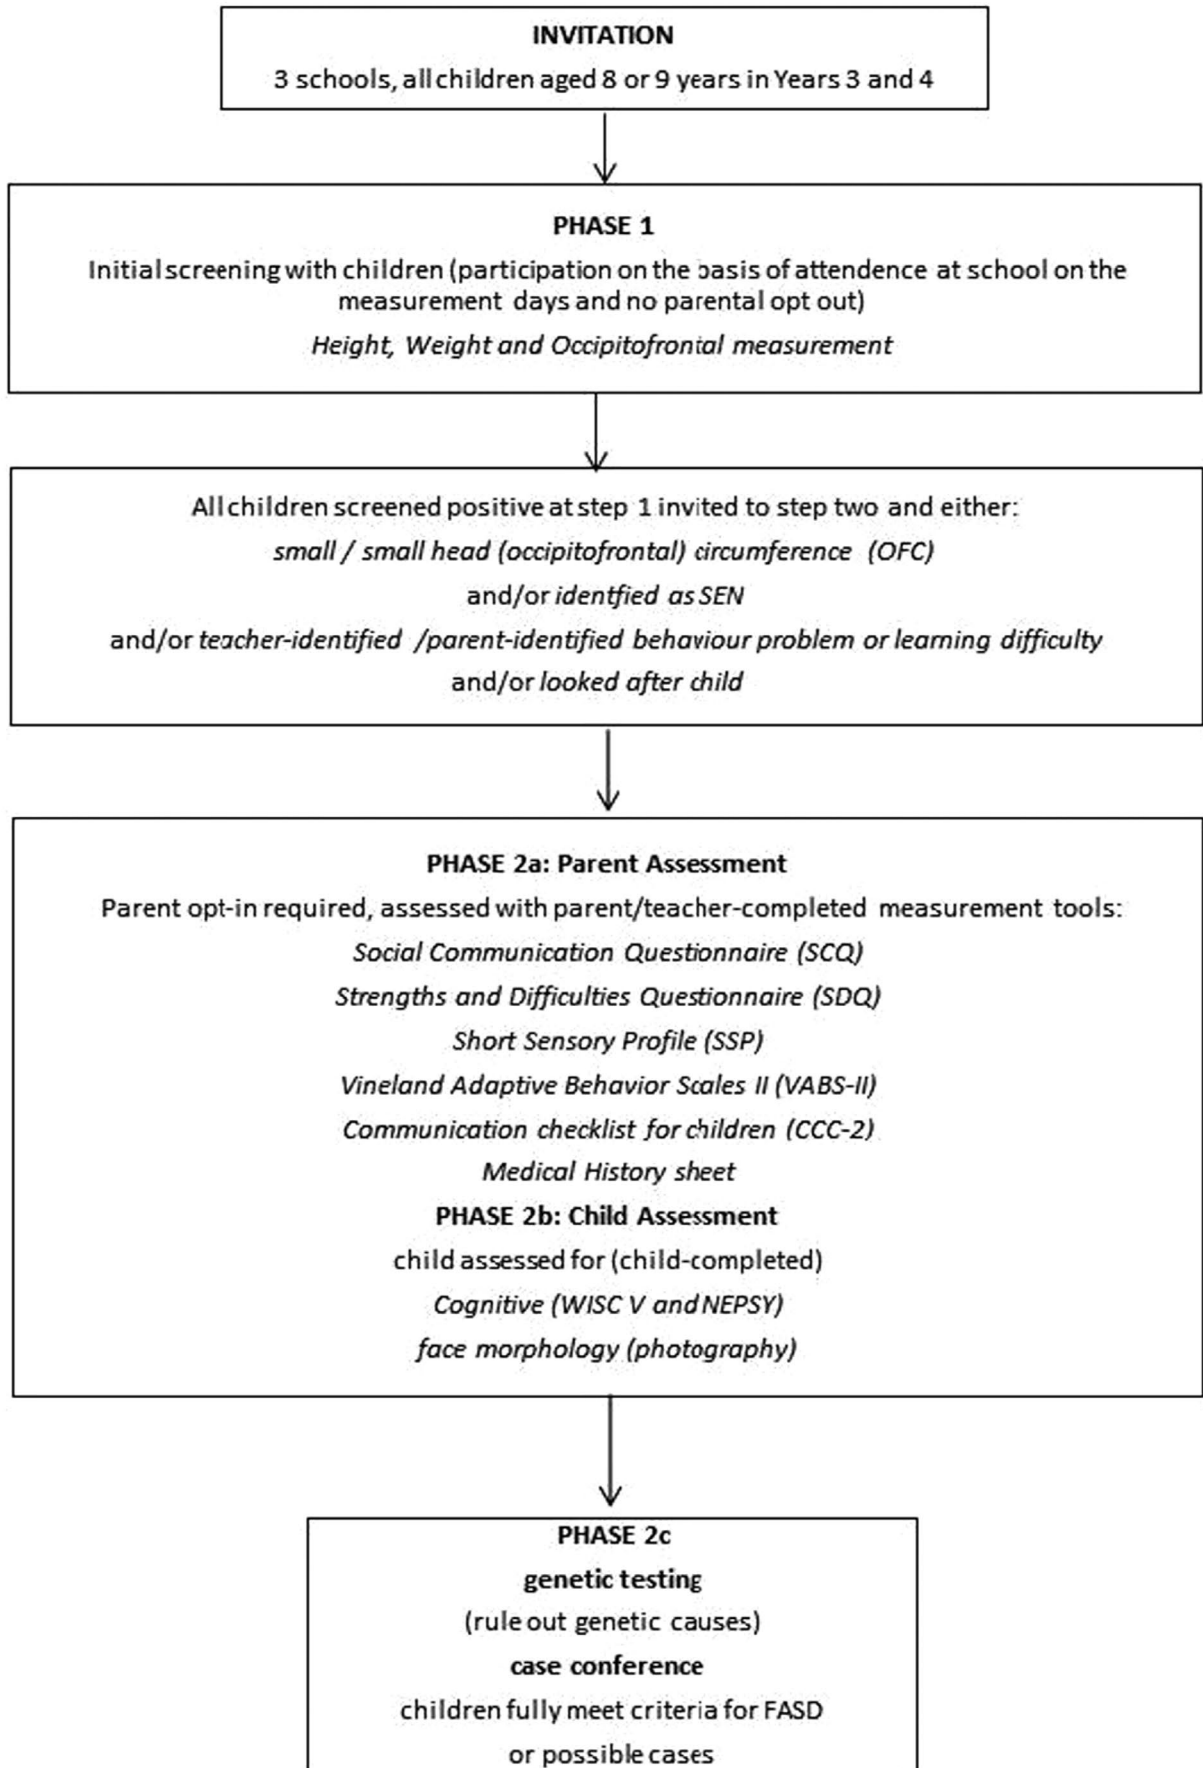 INVITATION
3 schools, all children aged 8 or 9 years in Years 3 and 4
PHASE 1
Initial screening with children (participation on the basis of attendence at school on the
measurement days and no parental opt out)
Height, Weight and Occipitofrontal measurement
All children screened positive at step 1 invited to step two and either:
small / small head (occipitofrontal) circumference (OFC)
and/or identfied as SEN
and/or teacher-identified /parent-identified behaviour problem or learning difficulty
and/or looked after child
PHASE 2a: Parent Assessment
Parent opt-in required, assessed with parent/teacher-completed measurement tools:
Social Communication Questionnaire (SCQ)
Strengths and Difficulties Questionnaire (SDQ)
Short Sensory Profile (SSP)
Vineland Adaptive Behavior Scales II (VABS-II)
Communication checklist for children (CCC-2)
Medical History sheet
PHASE 2b: Child Assessment
child assessed for (child-completed)
Cognitive (WISC V and NEPSY)
face morphology (photography)
PHASE 2c
genetic testing
(rule out genetic causes)
case conference
children fully meet criteria for FASD
or possible cases